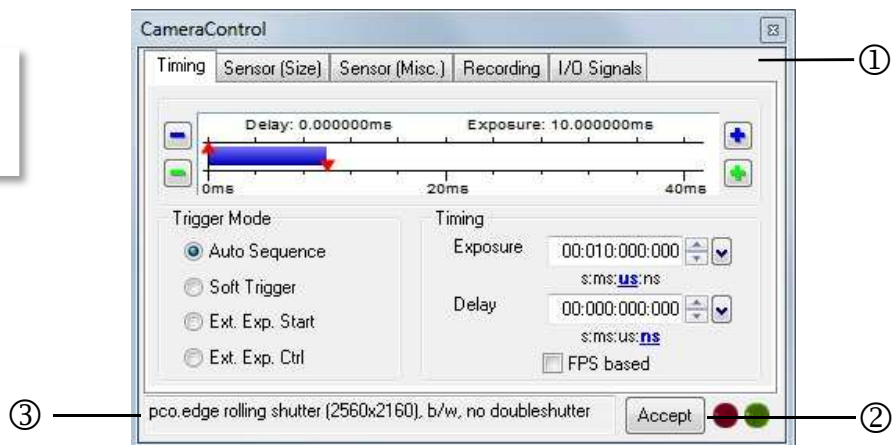 CameraControl
①
Timing Sensor (Size) Sensor (Misc.) Recording I/O Signals
Delay: 0.000000ms Exposure: 10.000000ms
0ms 20ms 40ms
Trigger Mode
Auto Sequence
Soft Trigger
Ext. Exp. Start
Ext. Exp. Ctrl
Timing
Exposure 00:010:000:000
s:ms:us:ns
Delay 00:000:000:000
s:ms:us:ns
FPS based
③ pco.edge rolling shutter (2560x2160), b/w, no doubleshutter Accept ②